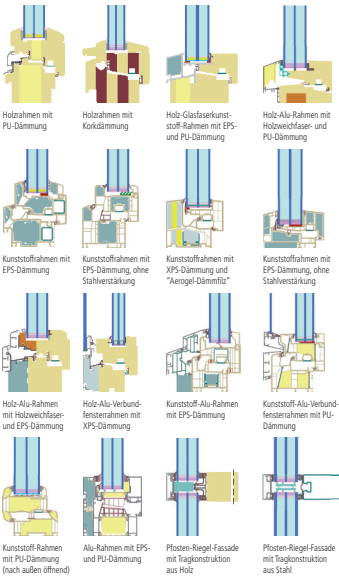 Holzrahmen mit
PU-Dämmung
Holzrahmen mit
Korkdämmung
Holz-Glasfaserkunst-
stoff-Rahmen mit EPS-
und PU-Dämmung
Holz-Alu-Rahmen mit
Holzweichfaser- und
PU-Dämmung
Kunststoffrahmen mit
EPS-Dämmung
Kunststoffrahmen mit
EPS-Dämmung, ohne
Stahlverstärkung
Kunststoffrahmen mit
XPS-Dämmung und
"Aerogel-Dämmfilz"
Kunststoffrahmen mit
EPS-Dämmung, ohne
Stahlverstärkung
Holz-Alu-Rahmen
mit Holzweichfaser-
und EPS-Dämmung
Holz-Alu-Verbund-
fensterrahmen mit
XPS-Dämmung
Kunststoff-Alu-Rahmen
mit EPS-Dämmung
Kunststoff-Alu-Verbund-
fensterrahmen mit PU-
Dämmung
Kunststoff-Rahmen
mit PU-Dämmung
(nach außen öffnend)
Alu-Rahmen mit EPS-
und PU-Dämmung
Pfosten-Riegel-Fassade
mit Tragkonstruktion
aus Holz
Pfosten-Riegel-Fassade
mit Tragkonstruktion
aus Stahl